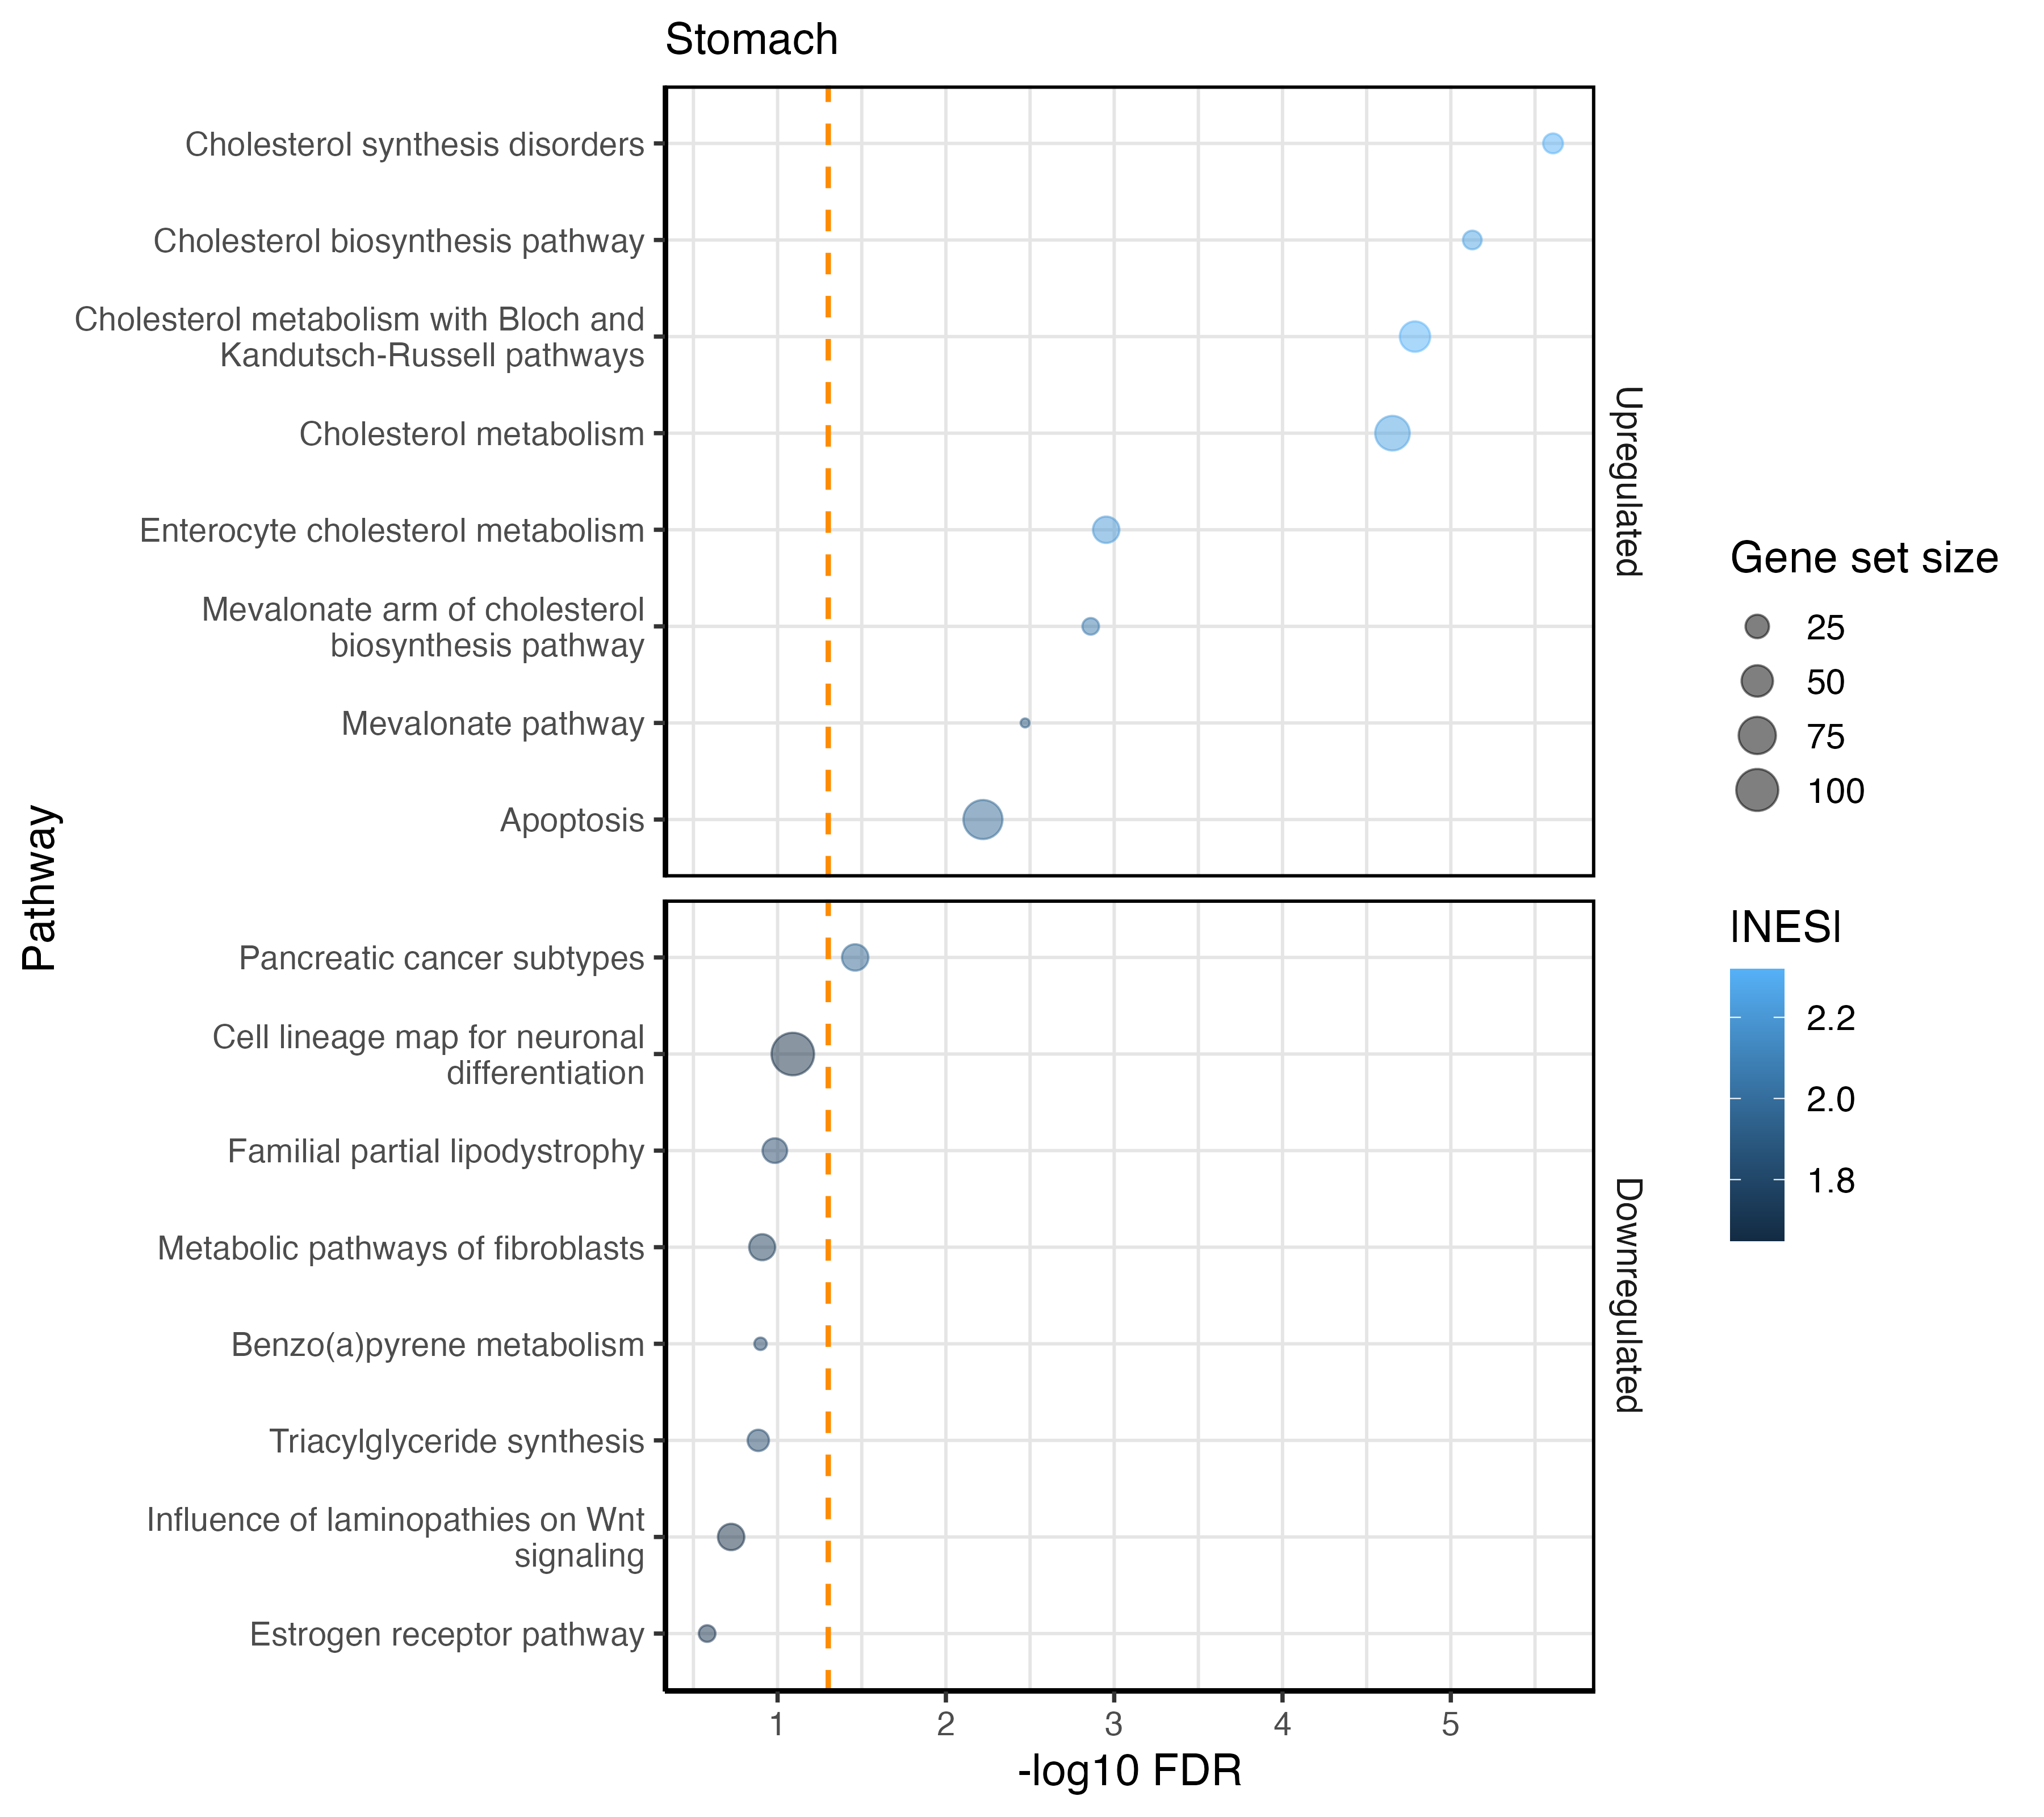 Stomach
Cholesterol synthesis disorders
Cholesterol biosynthesis pathway
Cholesterol metabolism with Bloch and
Kandutsch-Russell pathways
Cholesterol metabolism
Enterocyte cholesterol metabolism
Mevalonate arm of cholesterol
biosynthesis pathway
Mevalonate pathway
Apoptosis
Upregulated
Pancreatic cancer subtypes
Cell lineage map for neuronal
differentiation
Familial partial lipodystrophy
Metabolic pathways of fibroblasts
Benzo(a)pyrene metabolism
Triacylglyceride synthesis
Influence of laminopathies on Wnt
signaling
Estrogen receptor pathway
Downregulated
Pathway
1 2 3 4 5
-log10 FDR
Gene set size
25
50
75
100
|NES|
2.2
2.0
1.8